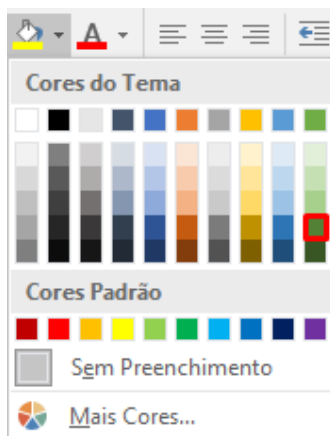 A
Cores do Tema
Cores Padrão
Sem Preenchimento
Mais Cores...